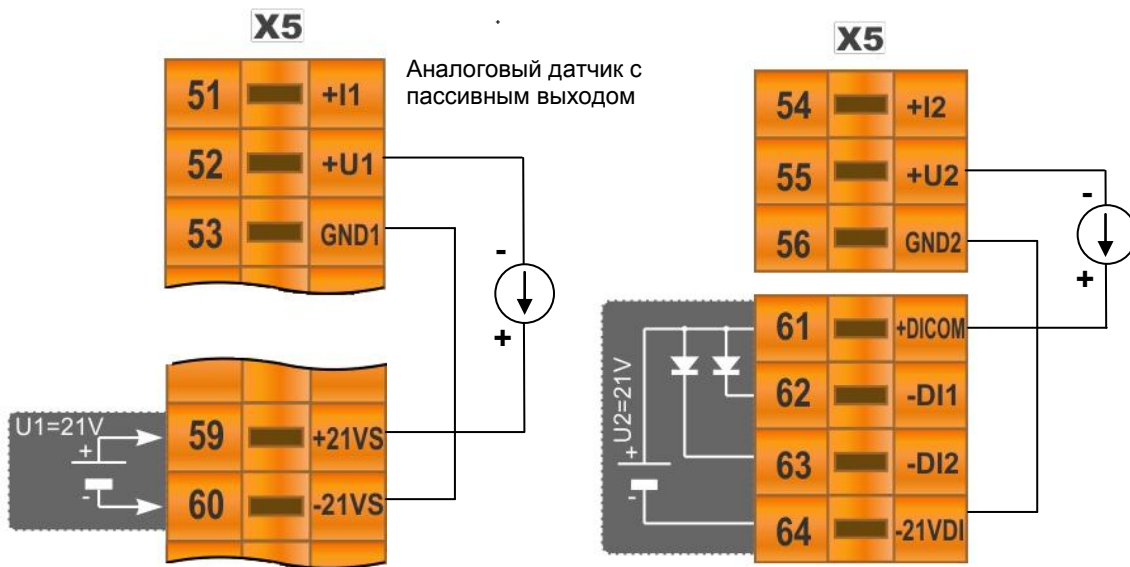 X5
51 +I1
52 +U1
53 GND1
Аналоговый датчик с
пассивным выходом
-
+
U1=21V
+
-
59 +21VS
60 -21VS
X5
54 +I2
55 +U2
56 GND2
-
+
U2=21V
+
-
61 +DICOM
62 -DI1
63 -DI2
64 -21VDI